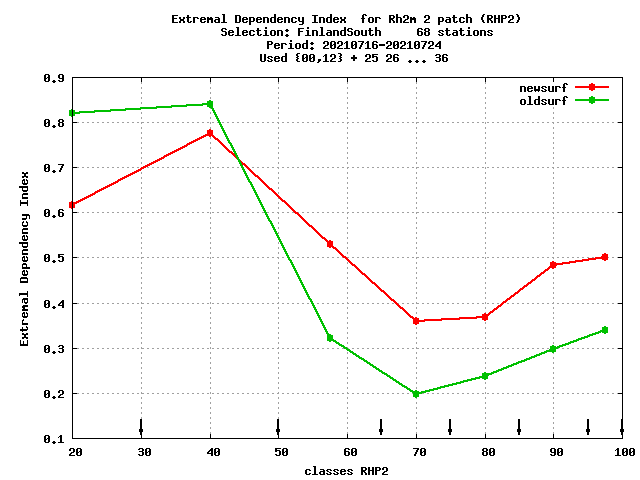 Extremal Dependency Index  for Rh2m 2 patch (RHP2)
Selection: FinlandSouth     68 stations
Period: 20210716-20210724
Used {00,12} + 25 26 ... 36
newsurf
oldsurf
0.9
0.8
0.7
0.6
0.5
0.4
0.3
0.2
0.1
Extremal Dependency Index
20 30 40 50 60 70 80 90 100
classes RHP2